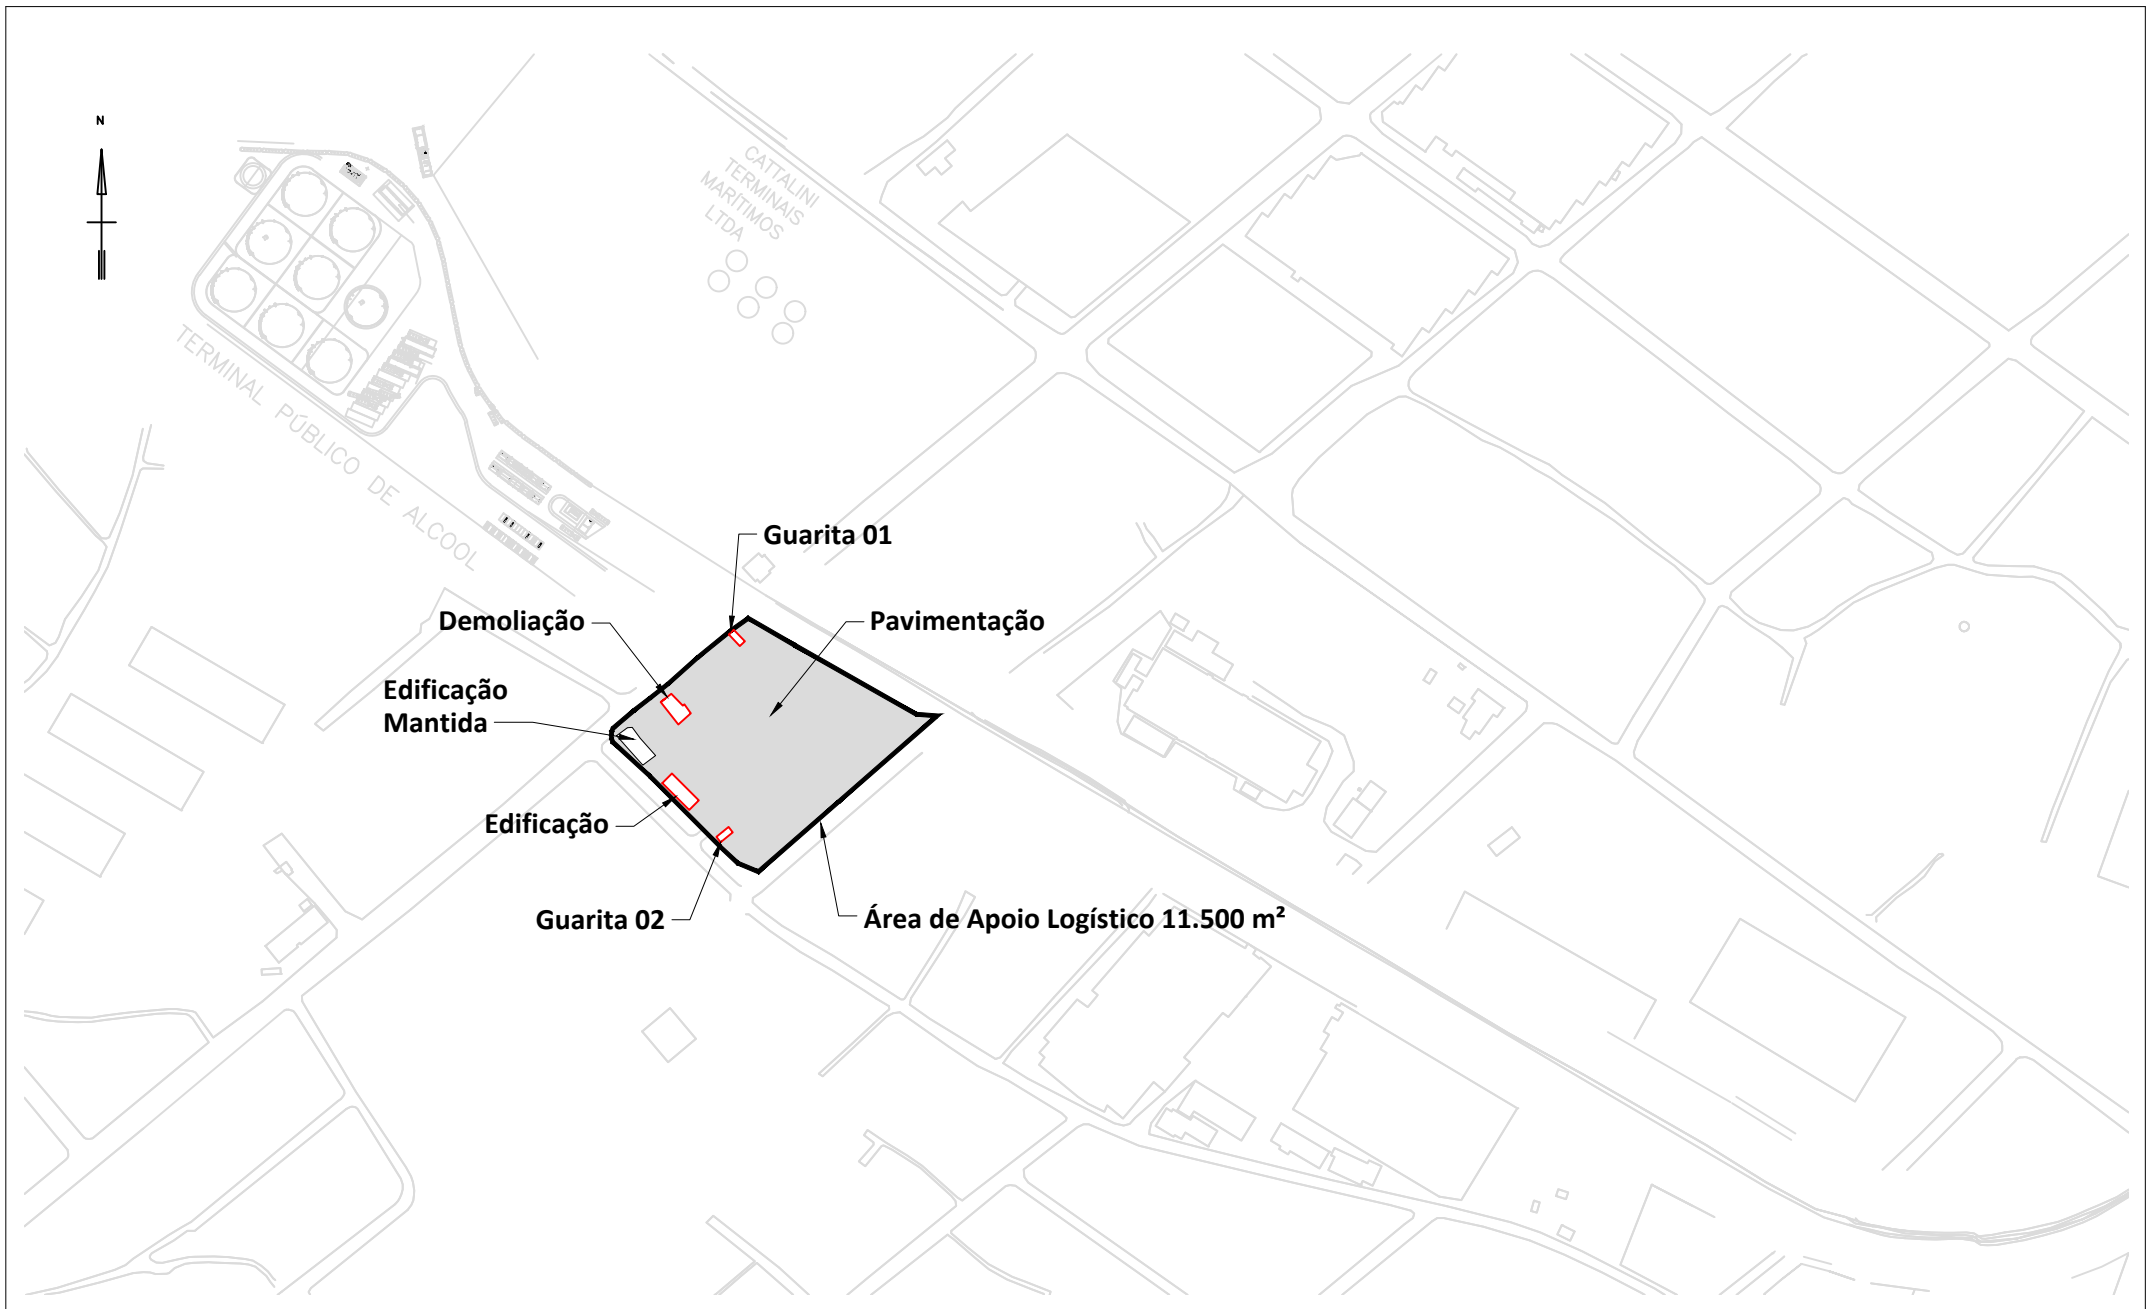 N
CATTALINI
TERMINAIS
MARÍTIMOS
LTDA
TERMINAL PÚBLICO DE ALCOOL
Guarita 01
Demoliação
Pavimentação
Edificação
Mantida
Edificação
Guarita 02
Área de Apoio Logístico 11.500 m²